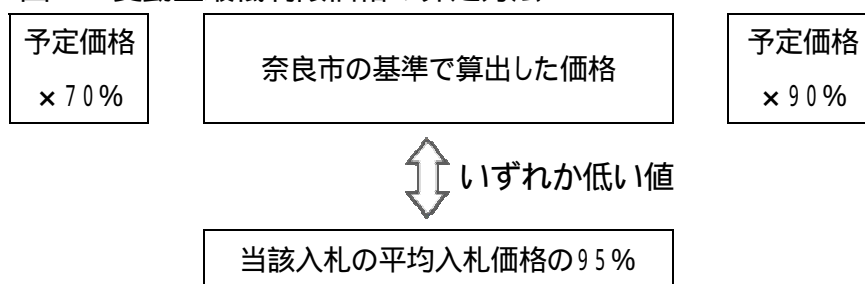 予定価格
×70%
奈良市の基準で算出した価格
予定価格
×90%
いずれか低い値
当該入札の平均入札価格の95%